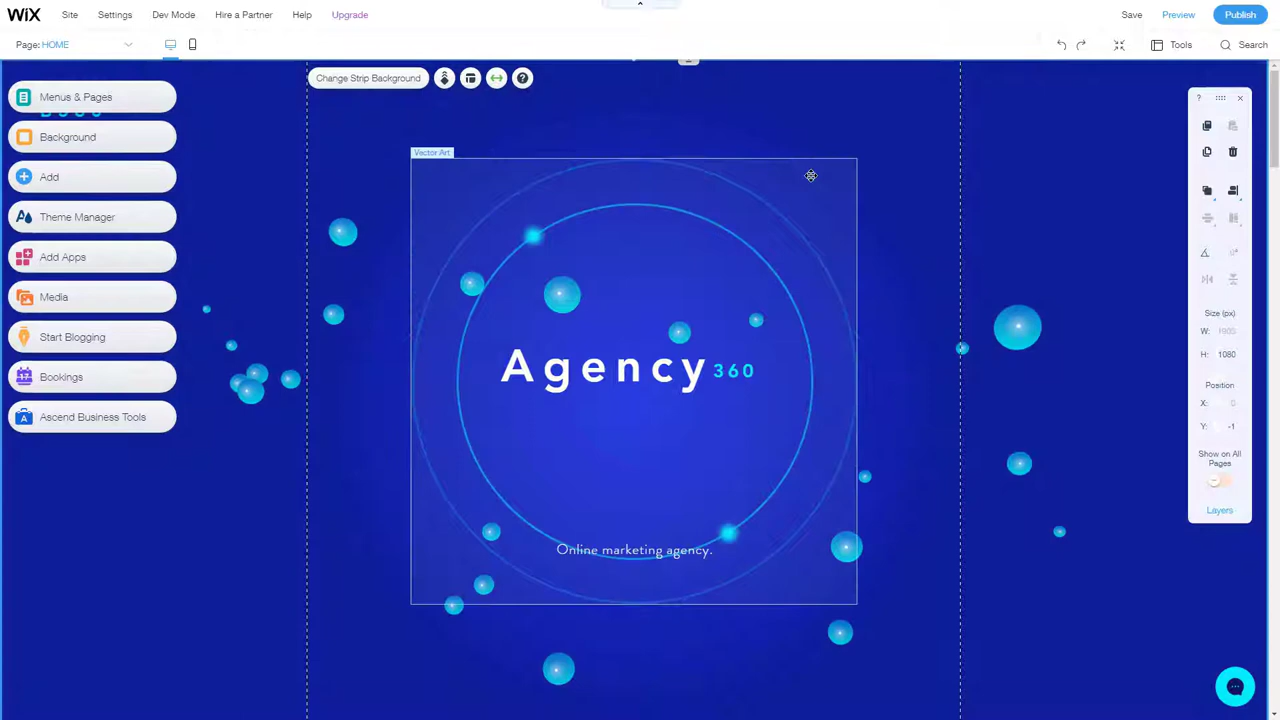 WiX
Site
Settings
Dev Mode
Hire a Partner
Help
Upgrade
Save
Preview
Publish
Page: HOME
Tools
Search
Change Strip Background
?
Menus & Pages
Background
Add
Theme Manager
Add Apps
Media
Start Blogging
Bookings
A
Ascend Business Tools
Vector Art
Agency 360
Online marketing agency.
?
Size (px)
W: 1905
H: 1080
Position
X: 0
Y: -1
Show on All
Pages
Layers